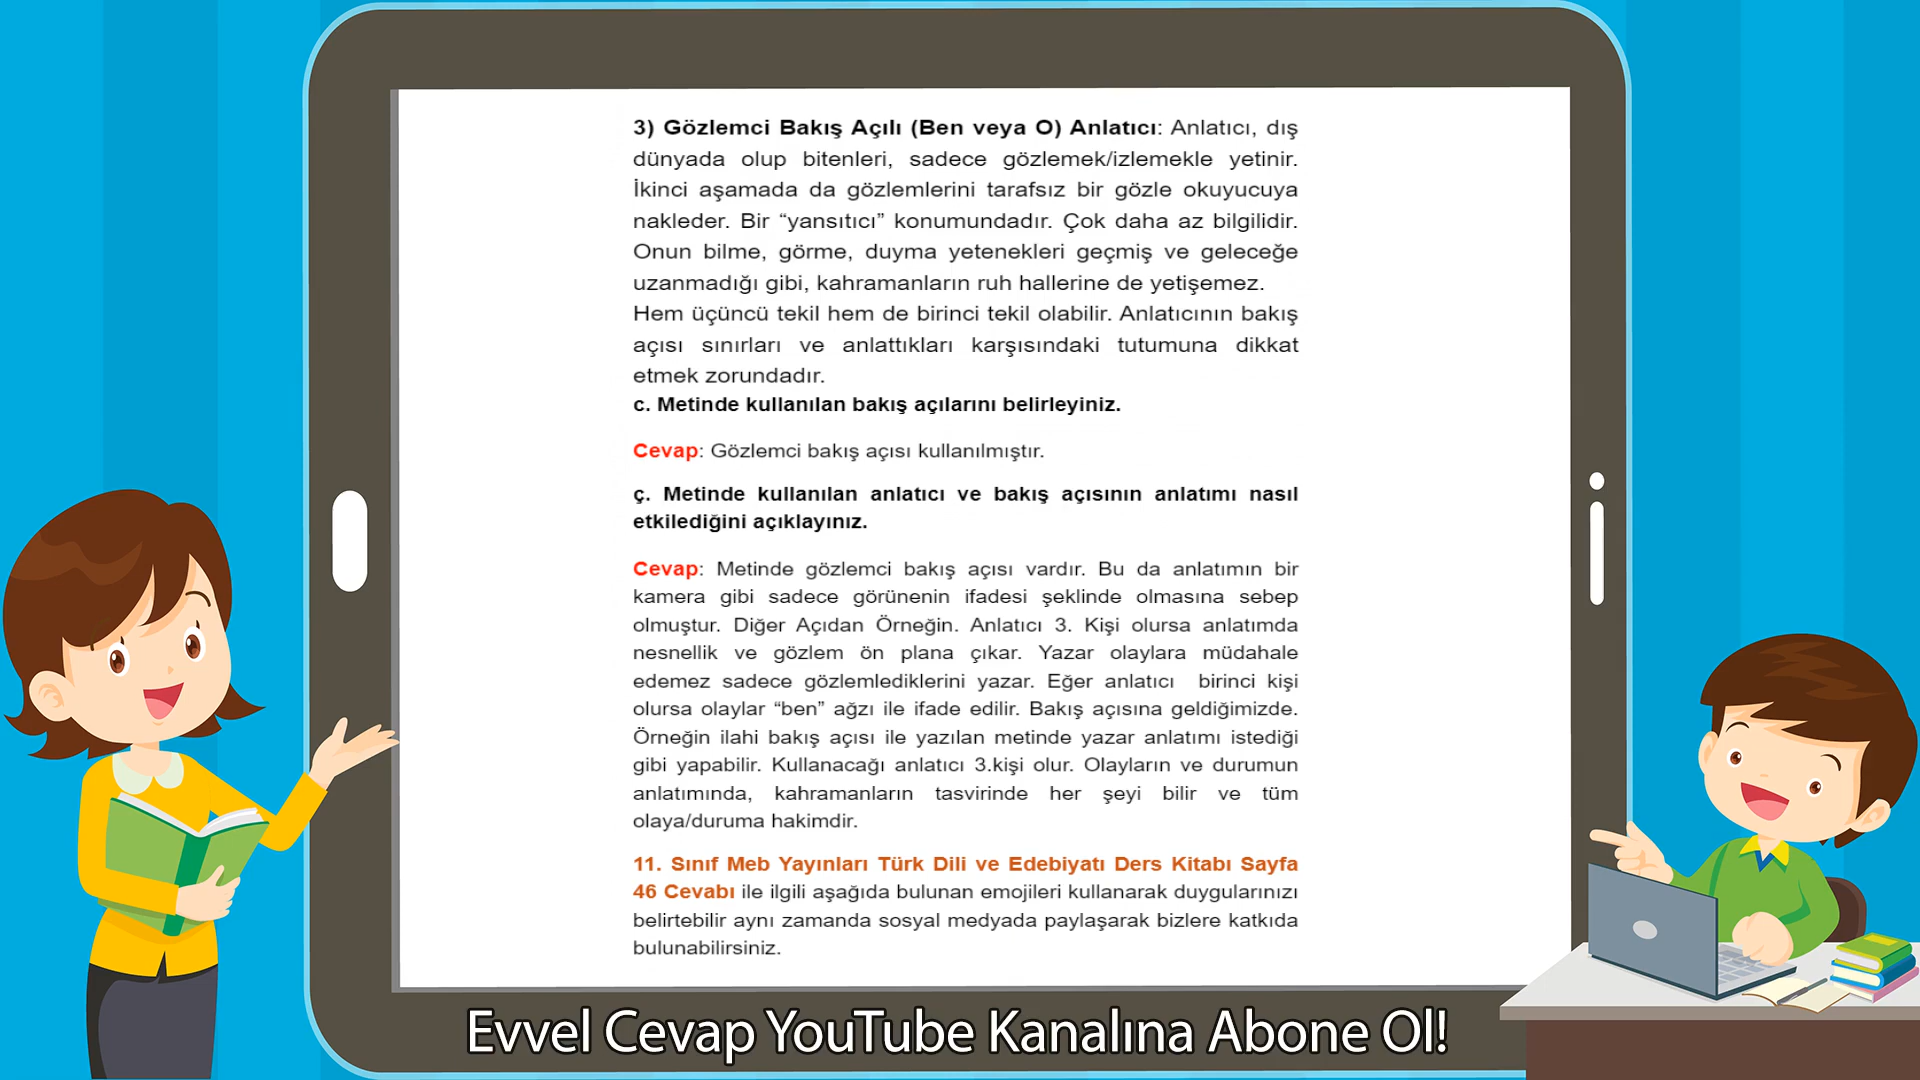 3) Gözlemci Bakış Açılı (Ben veya O) Anlatıcı: Anlatıcı, dış
dünyada olup bitenleri, sadece gözlemek/izlemekle yetinir.
İkinci aşamada da gözlemlerini tarafsız bir gözle okuyucuya
nakleder. Bir “yansıtıcı” konumundadır. Çok daha az bilgilidir.
Onun bilme, görme, duyma yetenekleri geçmiş ve geleceğe
uzanmadığı gibi, kahramanların ruh hallerine de yetişemez.
Hem üçüncü tekil hem de birinci tekil olabilir. Anlatıcının bakış
açısı sınırları ve anlattıkları karşısındaki tutumuna dikkat
etmek zorundadır.
c. Metinde kullanılan bakış açılarını belirleyiniz.
Cevap: Gözlemci bakış açısı kullanılmıştır.
ç. Metinde kullanılan anlatıcı ve bakış açısının anlatımı nasıl
etkilediğini açıklayınız.
Cevap: Metinde gözlemci bakış açısı vardır. Bu da anlatımın bir
kamera gibi sadece görünenin ifadesi şeklinde olmasına sebep
olmuştur. Diğer Açıdan Örneğin. Anlatıcı 3. Kişi olursa anlatımda
nesnellik ve gözlem ön plana çıkar. Yazar olaylara müdahale
edemez sadece gözlemlediklerini yazar. Eğer anlatıcı birinci kişi
olursa olaylar “ben” ağzı ile ifade edilir. Bakış açısına geldiğimizde.
Örneğin ilahi bakış açısı ile yazılan metinde yazar anlatımı istediği
gibi yapabilir. Kullanacağı anlatıcı 3.kişi olur. Olayların ve durumun
anlatımında, kahramanların tasvirinde her şeyi bilir ve tüm
olaya/duruma hakimdir.
11. Sınıf Meb Yayınları Türk Dili ve Edebiyatı Ders Kitabı Sayfa
46 Cevabı ile ilgili aşağıda bulunan emojileri kullanarak duygularınızı
belirtebilir aynı zamanda sosyal medyada paylaşarak bizlere katkıda
bulunabilirsiniz.
Evvel Cevap YouTube Kanalına Abone Ol!